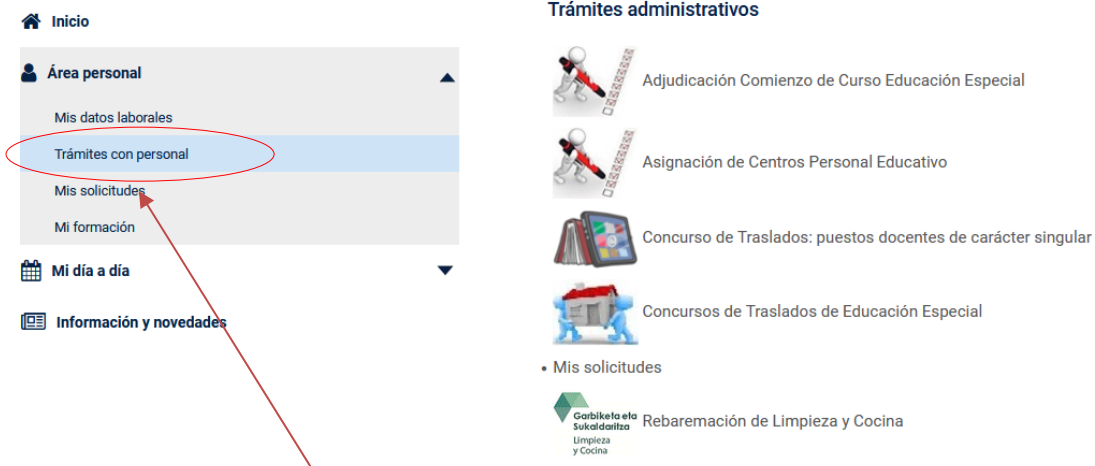 Inicio
Área personal
Mis datos laborales
Trámites con personal
Mis solicitudes
Mi formación
Mi día a día
Información y novedades
Trámites administrativos
Adjudicación Comienzo de Curso Educación Especial
Asignación de Centros Personal Educativo
Concurso de Traslados: puestos docentes de carácter singular
Concursos de Traslados de Educación Especial
• Mis solicitudes
Garbiketa eta
Sukaldaritza
Limpieza
y Cocina
Rebaremación de Limpieza y Cocina